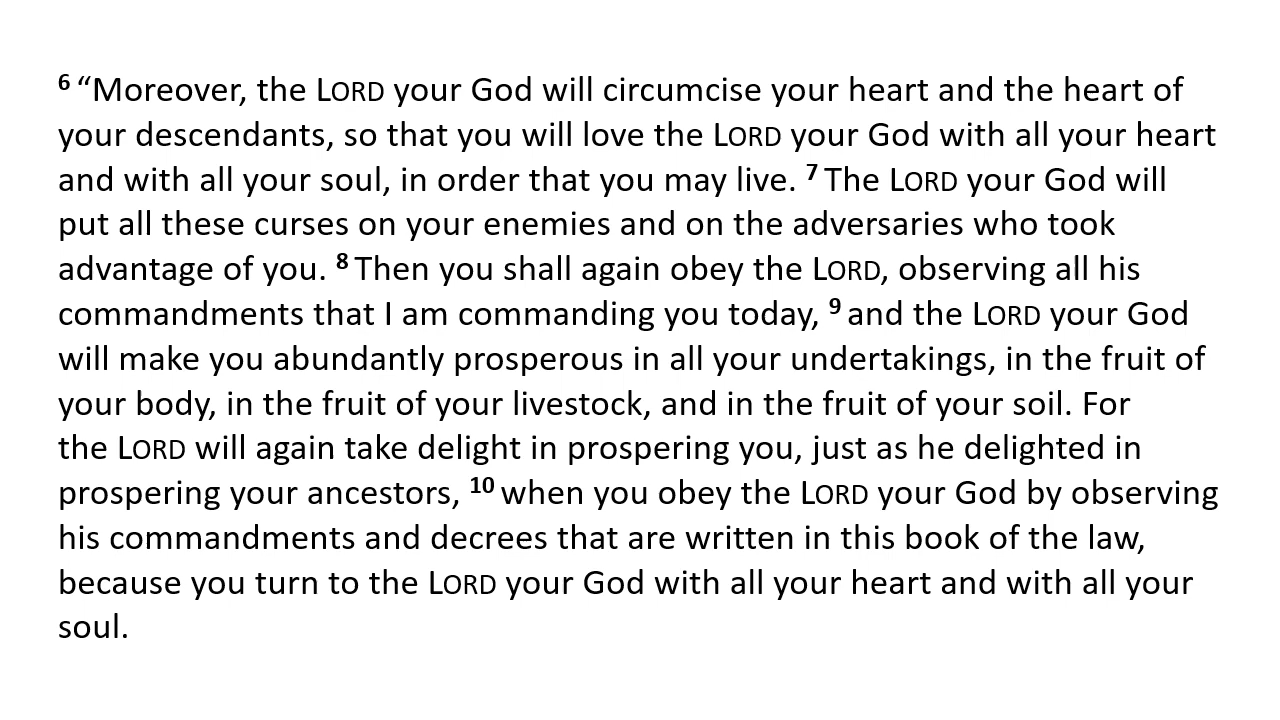 6 “Moreover, the LORD your God will circumcise your heart and the heart of
your descendants, so that you will love the LORD your God with all your heart
and with all your soul, in order that you may live. 7 The LORD your God will
put all these curses on your enemies and on the adversaries who took
advantage of you. 8 Then you shall again obey the LORD, observing all his
commandments that I am commanding you today, 9 and the LORD your God
will make you abundantly prosperous in all your undertakings, in the fruit of
your body, in the fruit of your livestock, and in the fruit of your soil. For
the LORD will again take delight in prospering you, just as he delighted in
prospering your ancestors, 10 when you obey the LORD your God by observing
his commandments and decrees that are written in this book of the law,
because you turn to the LORD your God with all your heart and with all your
soul.